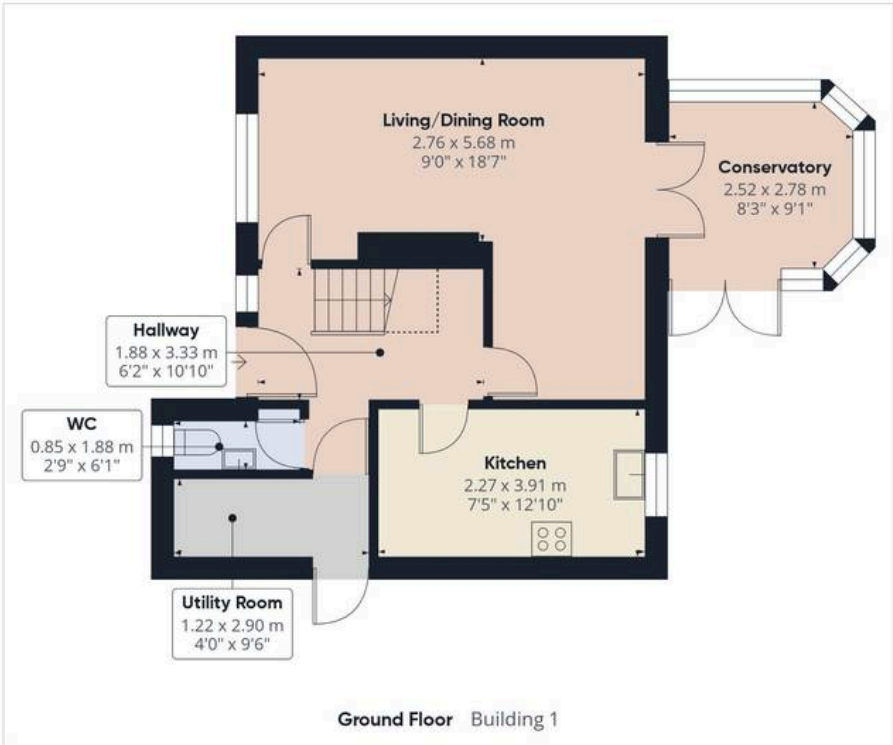 Living/Dining Room
2.76 x 5.68 m
9'0" x 18'7"
Conservatory
2.52 x 2.78 m
8'3" x 9'1"
Hallway
1.88 x 3.33 m
6'2" x 10'10"
WC
0.85 x 1.88 m
2'9" x 6'1"
Kitchen
2.27 x 3.91 m
7'5" x 12'10"
Utility Room
1.22 x 2.90 m
4'0" x 9'6"
Ground Floor Building 1